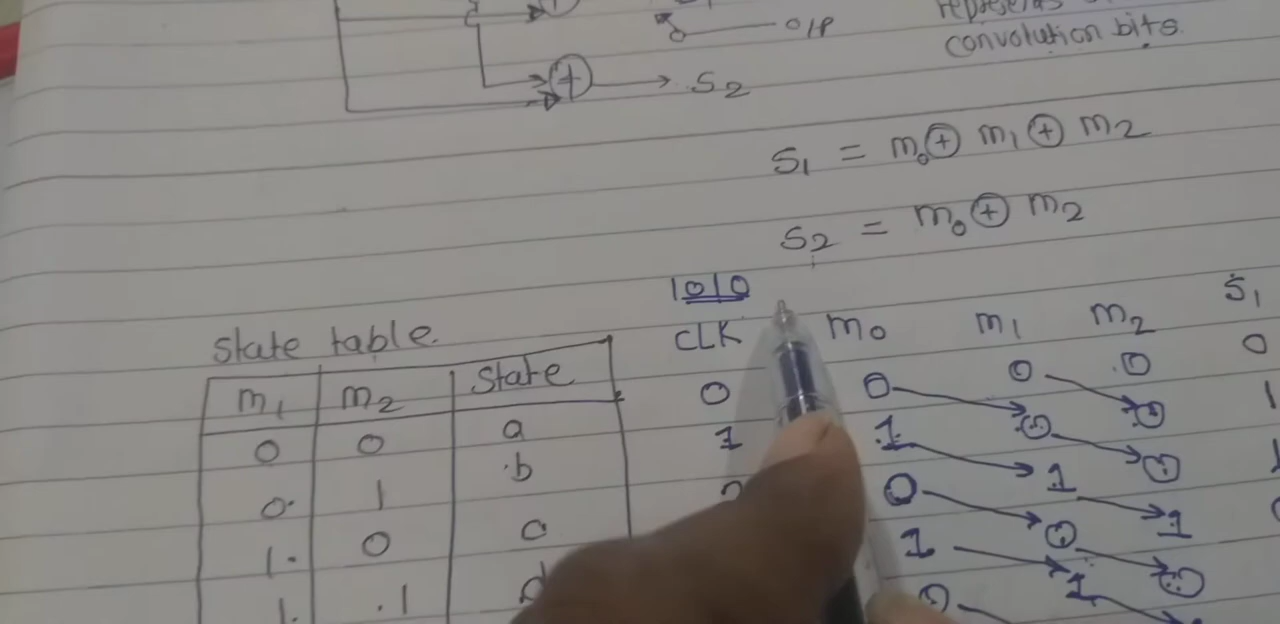 o/p
convolution bits.
S2
S1 = m0 ⊕ m1 ⊕ m2
S2 = m0 ⊕ m2
1010
state table.
m1 m2 state
0 0 a
0 1 b
1 0 c
1 1 d
CLK m0 m1 m2 S1
0 0 0 0 0
1 1 0 0 1
0 1 0
1 0 1
0 1 0